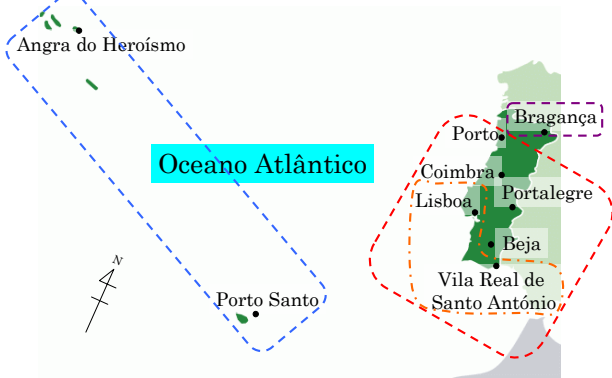 Angra do Heroísmo
Bragança
Porto
Oceano Atlântico
Coimbra
Portalegre
Lisboa
Beja
N
Vila Real de
Santo António
Porto Santo